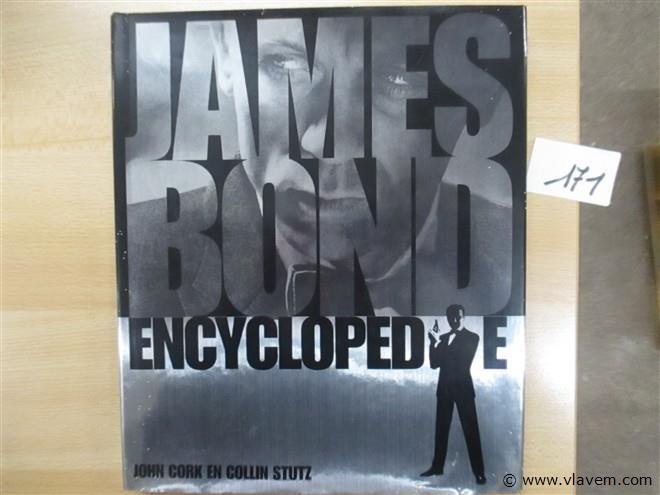 JAMES
BOND
ENCYCLOPEDIE
JOHN CORK EN COLLIN STUTZ
171
© www.vlavem.com